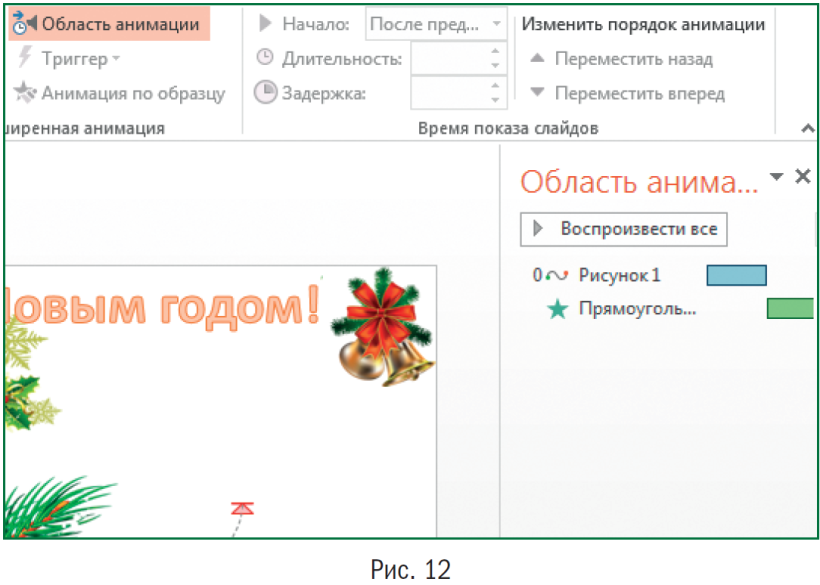 Область анимации
Триггер
Анимация по образцу
ширенная анимация
Начало: После пред...
Длительность:
Задержка:
Изменить порядок анимации
Переместить назад
Переместить вперед
Время показа слайдов
Область анима...
Воспроизвести все
0 Рисунок 1
Прямоуголь...
Новым годом!
Рис. 12